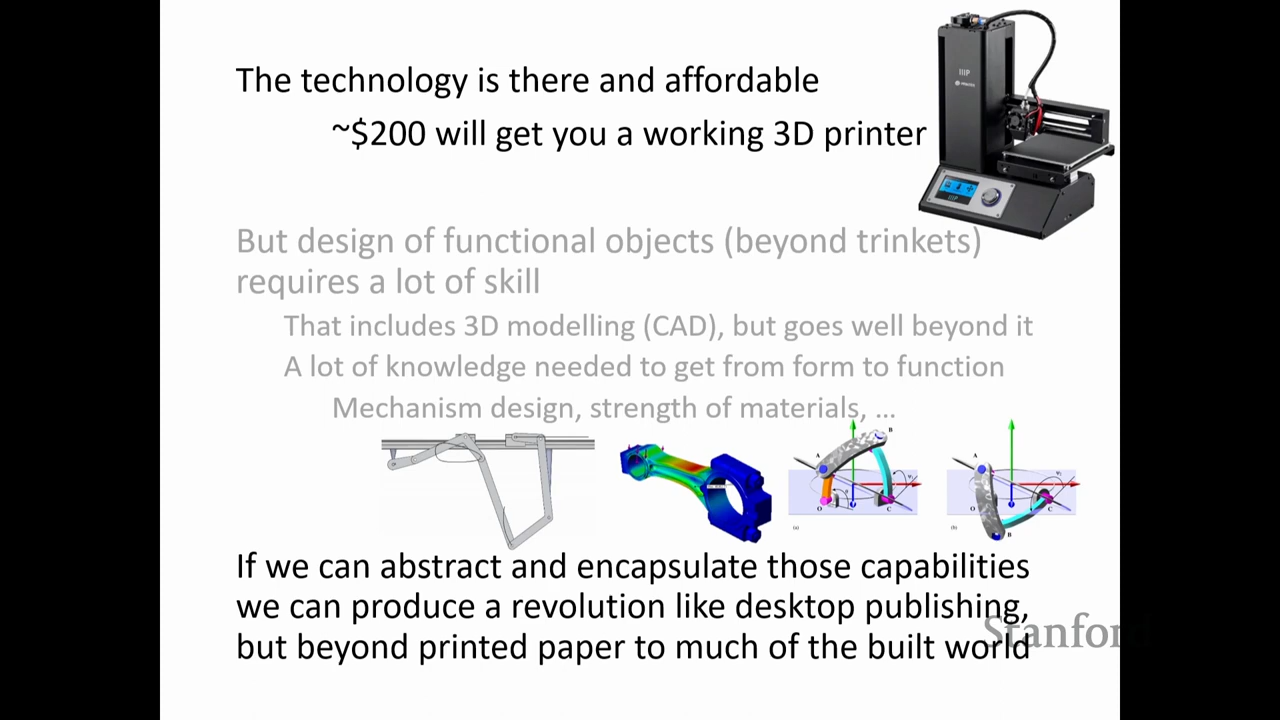 The technology is there and affordable
~$200 will get you a working 3D printer
But design of functional objects (beyond trinkets)
requires a lot of skill
That includes 3D modelling (CAD), but goes well beyond it
A lot of knowledge needed to get from form to function
Mechanism design, strength of materials, ...
If we can abstract and encapsulate those capabilities
we can produce a revolution like desktop publishing,
but beyond printed paper to much of the built world
Stanford
A
B
O
C
(a)
A
O
C
B
(b)